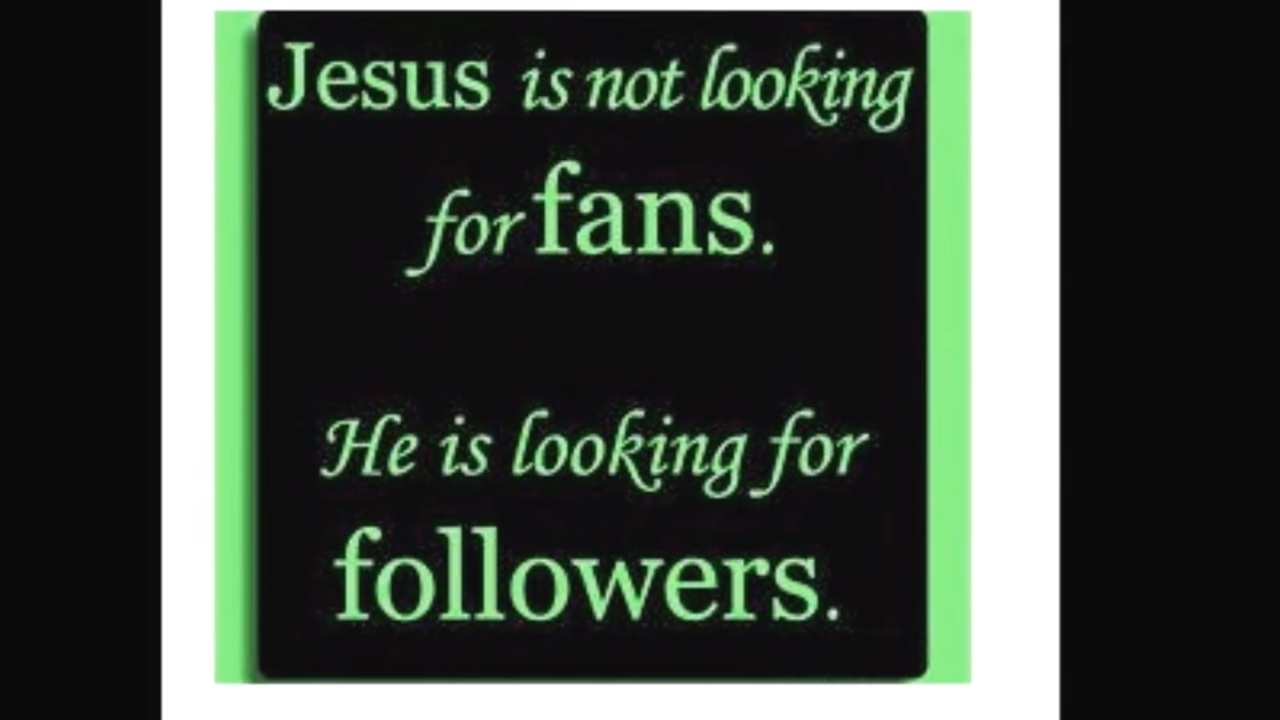 Jesus is not looking
for fans.
He is looking for
followers.